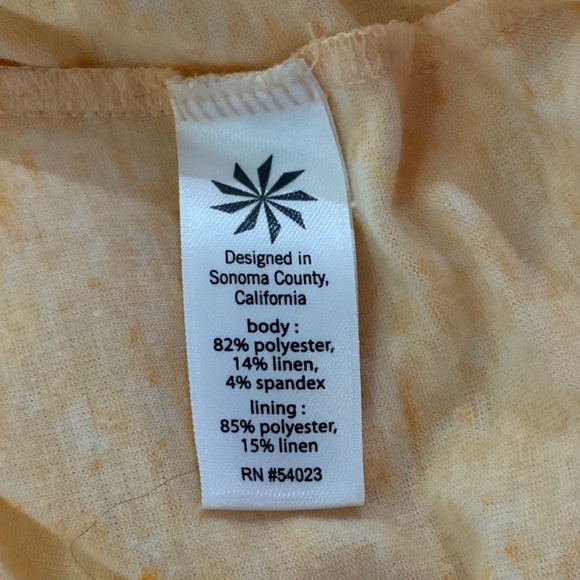 Designed in
Sonoma County,
California
body :
82% polyester,
14% linen,
4% spandex
lining :
85% polyester,
15% linen
RN #54023